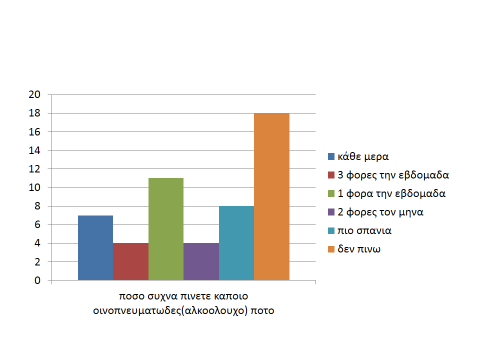 20
18
16
14
12
10
8
6
4
2
0
κάθε μερα
3 φορες την εβδομαδα
1 φορα την εβδομαδα
2 φορες τον μηνα
πιο σπανια
δεν πινω
ποσο συχνα πινετε καποιο
οινοπνευματωδες(αλκοολουχο) ποτο